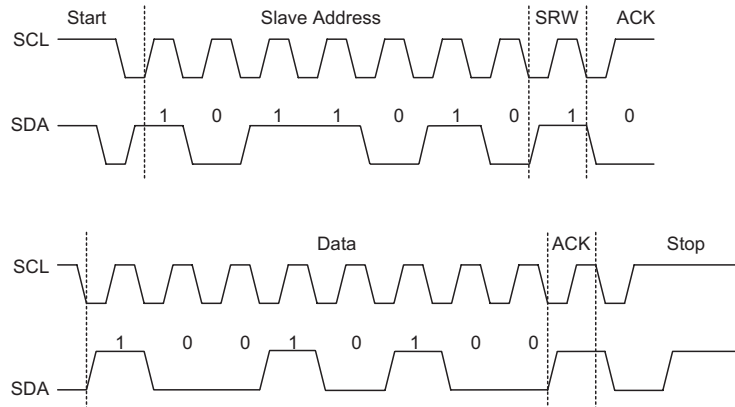 Start Slave Address SRW ACK
SCL
1 0 1 1 0 1 0 1 0
SDA
Data ACK Stop
SCL
1 0 0 1 0 1 0 0
SDA